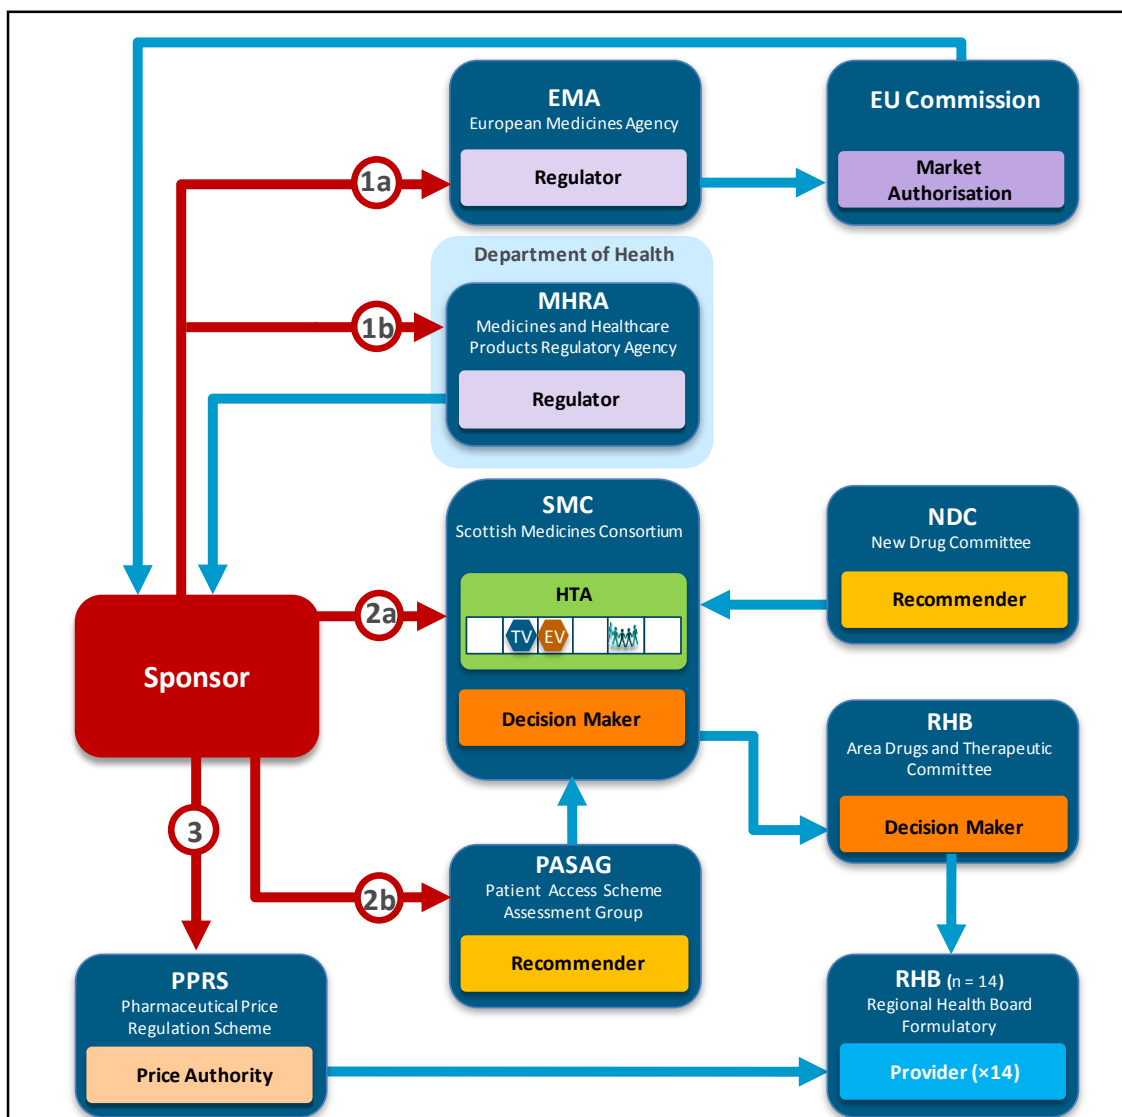 EMA
European Medicines Agency
Regulator
EU Commission
Market
Authorisation
1a
Department of Health
MHRA
Medicines and Healthcare
Products Regulatory Agency
Regulator
1b
SMC
Scottish Medicines Consortium
HTA
TV
EV
Decision Maker
NDC
New Drug Committee
Recommender
Sponsor
2a
RHB
Area Drugs and Therapeutic
Committee
Decision Maker
3
2b
PASAG
Patient Access Scheme
Assessment Group
Recommender
PPRS
Pharmaceutical Price
Regulation Scheme
Price Authority
RHB (n = 14)
Regional Health Board
Formulatory
Provider (×14)